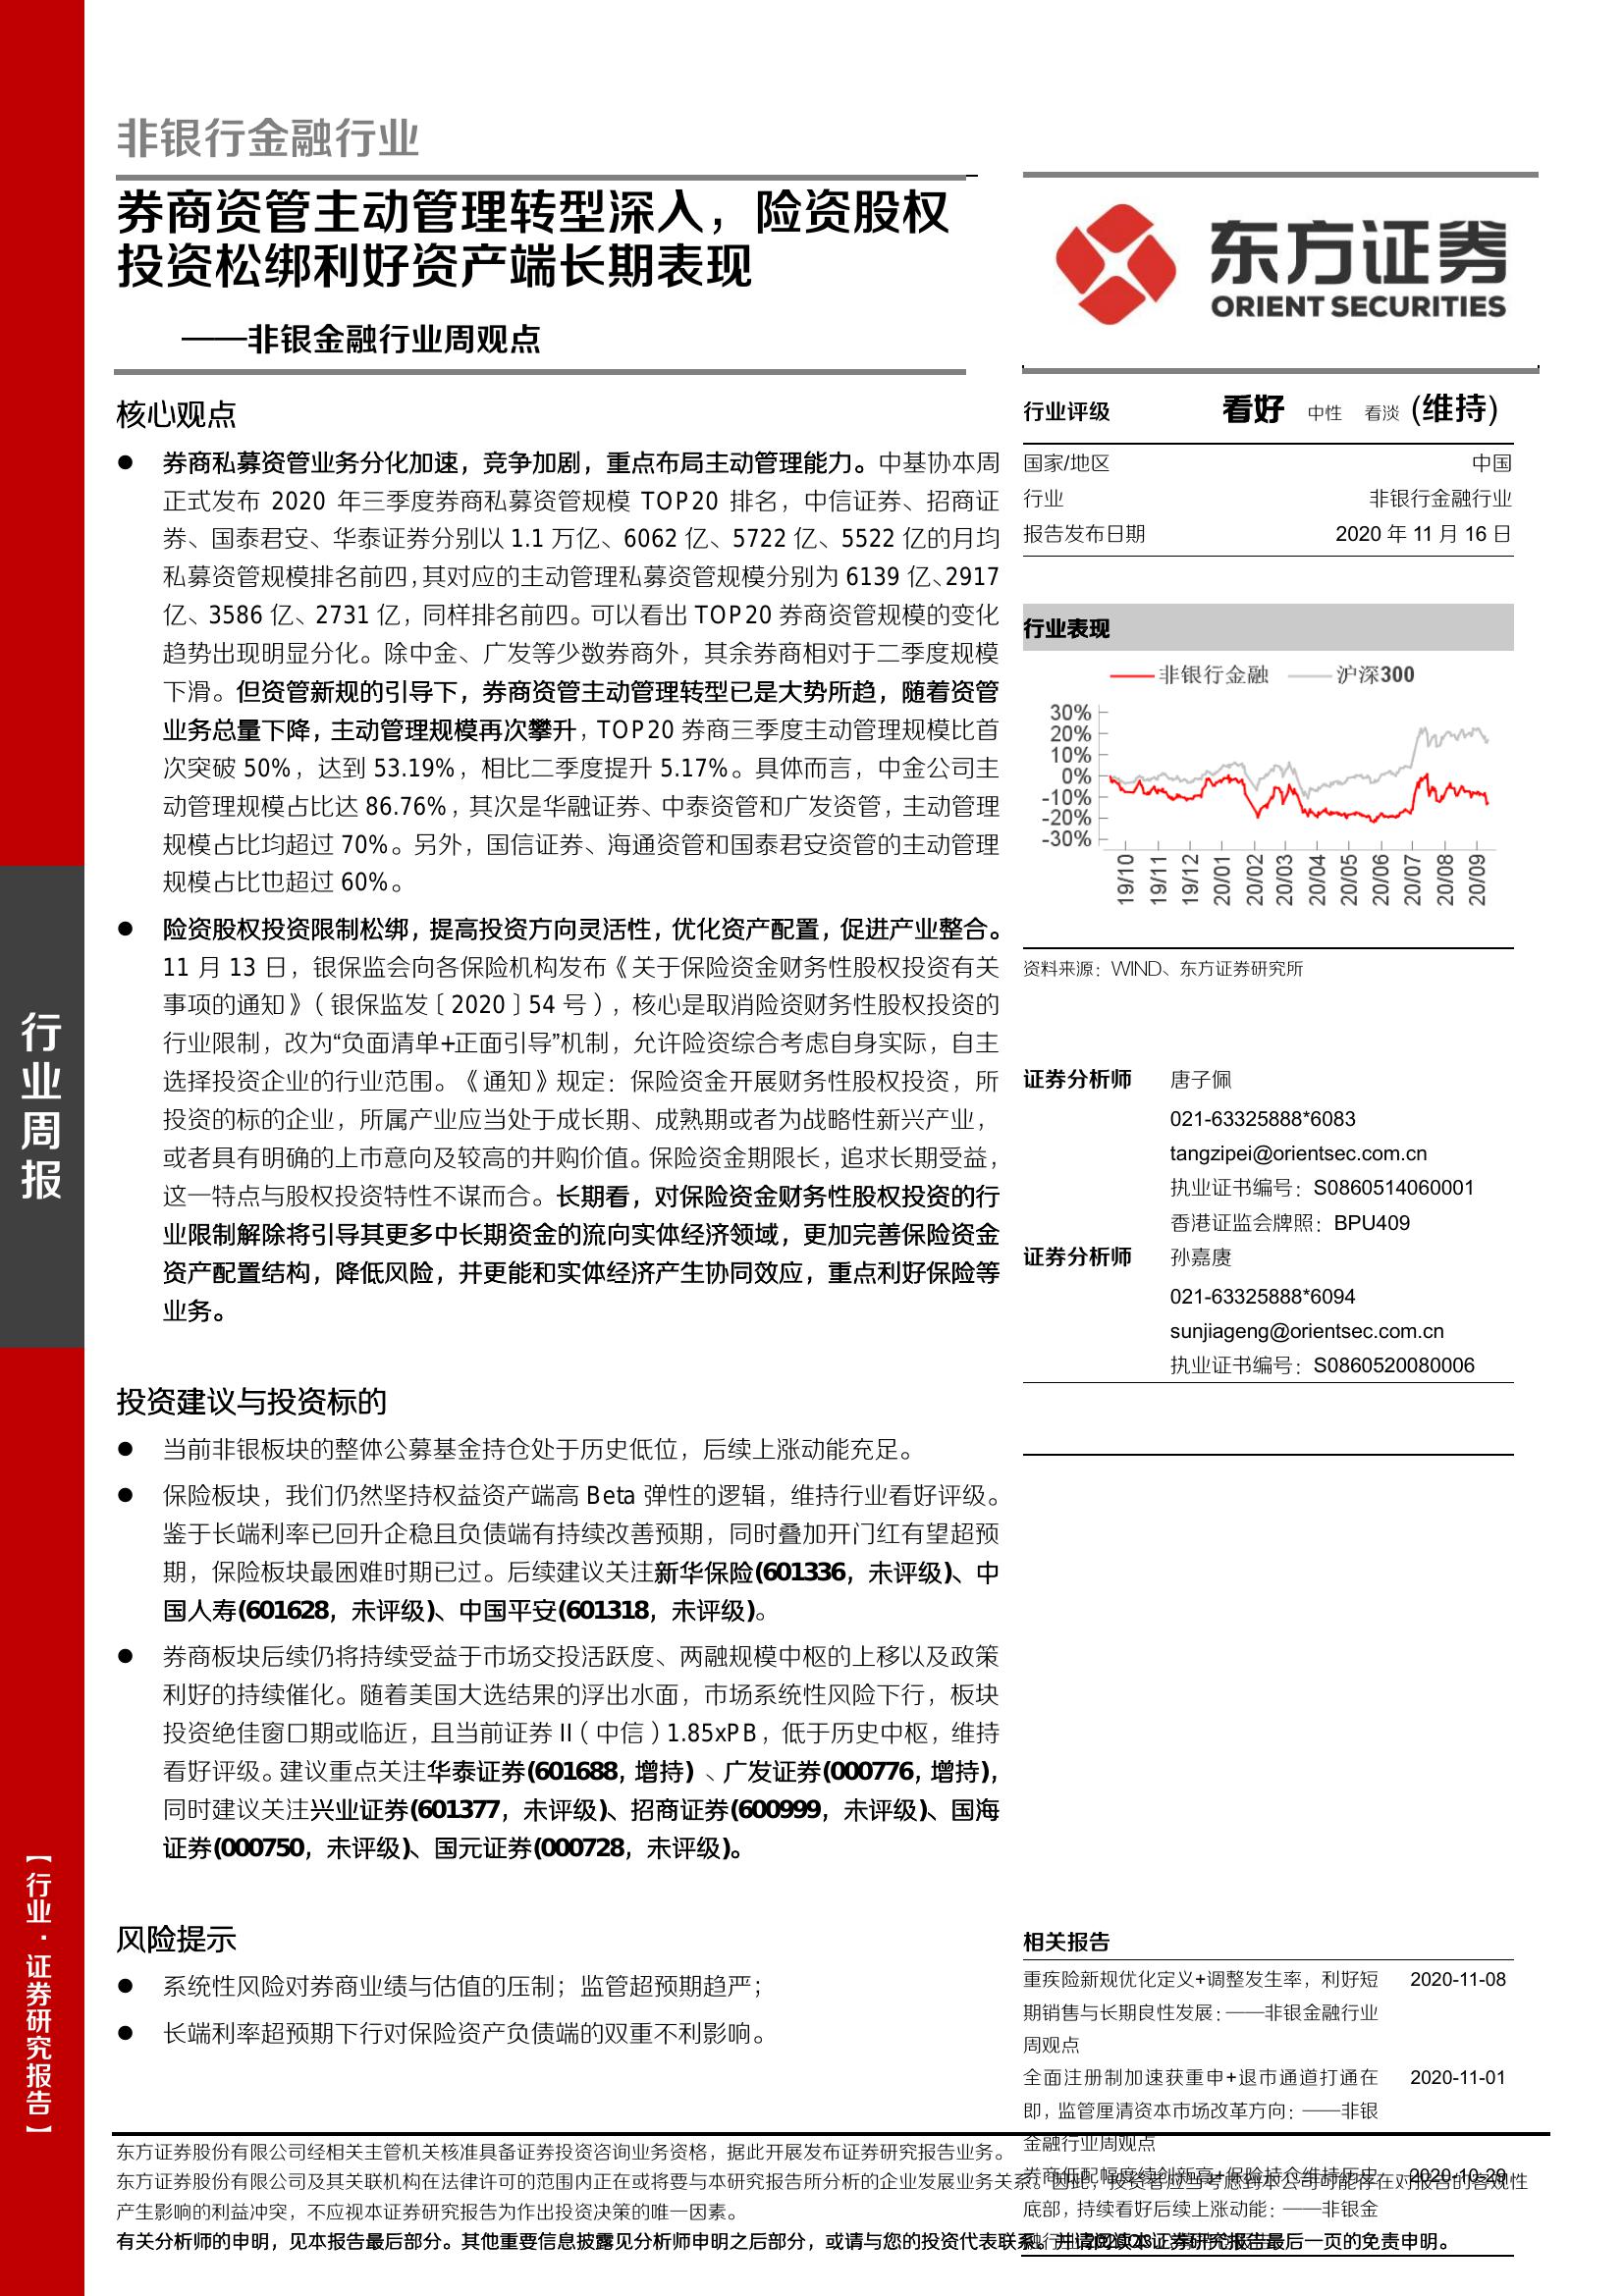 非银行金融行业
券商资管主动管理转型深入，险资股权
投资松绑利好资产端长期表现
——非银金融行业周观点
核心观点
● 券商私募资管业务分化加速，竞争加剧，重点布局主动管理能力。中基协本周
正式发布 2020 年三季度券商私募资管规模 TOP20 排名，中信证券、招商证
券、国泰君安、华泰证券分别以 1.1 万亿、6062 亿、5722 亿、5522 亿的月均
私募资管规模排名前四，其对应的主动管理私募资管规模分别为 6139 亿、2917
亿、3586 亿、2731 亿，同样排名前四。可以看出 TOP20 券商资管规模的变化
趋势出现明显分化。除中金、广发等少数券商外，其余券商相对于二季度规模
下滑。但资管新规的引导下，券商资管主动管理转型已是大势所趋，随着资管
业务总量下降，主动管理规模再次攀升，TOP20 券商三季度主动管理规模比首
次突破 50%，达到 53.19%，相比二季度提升 5.17%。具体而言，中金公司主
动管理规模占比达 86.76%，其次是华融证券、中泰资管和广发资管，主动管理
规模占比均超过 70%。另外，国信证券、海通资管和国泰君安资管的主动管理
规模占比也超过 60%。
● 险资股权投资限制松绑，提高投资方向灵活性，优化资产配置，促进产业整合。
11 月 13 日，银保监会向各保险机构发布《关于保险资金财务性股权投资有关
事项的通知》（银保监发〔2020〕54 号），核心是取消险资财务性股权投资的
行业限制，改为“负面清单+正面引导”机制，允许险资综合考虑自身实际，自主
选择投资企业的行业范围。《通知》规定：保险资金开展财务性股权投资，所
投资的标的企业，所属产业应当处于成长期、成熟期或者为战略性新兴产业，
或者具有明确的上市意向及较高的并购价值。保险资金期限长，追求长期受益，
这一特点与股权投资特性不谋而合。长期看，对保险资金财务性股权投资的行
业限制解除将引导其更多中长期资金的流向实体经济领域，更加完善保险资金
资产配置结构，降低风险，并更能和实体经济产生协同效应，重点利好保险等
业务。
投资建议与投资标的
● 当前非银板块的整体公募基金持仓处于历史低位，后续上涨动能充足。
● 保险板块，我们仍然坚持权益资产端高 Beta 弹性的逻辑，维持行业看好评级。
鉴于长端利率已回升企稳且负债端有持续改善预期，同时叠加开门红有望超预
期，保险板块最困难时期已过。后续建议关注新华保险(601336，未评级)、中
国人寿(601628，未评级)、中国平安(601318，未评级)。
● 券商板块后续仍将持续受益于市场交投活跃度、两融规模中枢的上移以及政策
利好的持续催化。随着美国大选结果的浮出水面，市场系统性风险下行，板块
投资绝佳窗口期或临近，且当前证券 II（中信）1.85xPB，低于历史中枢，维持
看好评级。建议重点关注华泰证券(601688，增持) 、广发证券(000776，增持)，
同时建议关注兴业证券(601377，未评级)、招商证券(600999，未评级)、国海
证券(000750，未评级)、国元证券(000728，未评级)。
风险提示
● 系统性风险对券商业绩与估值的压制；监管超预期趋严；
● 长端利率超预期下行对保险资产负债端的双重不利影响。
东方证券
ORIENT SECURITIES
行业评级 看好 中性 看淡 (维持)
国家/地区 中国
行业 非银行金融行业
报告发布日期 2020 年 11 月 16 日
行业表现
非银行金融 沪深300
30%
20%
10%
0%
-10%
-20%
-30%
19/10 19/11 19/12 20/01 20/02 20/03 20/04 20/05 20/06 20/07 20/08 20/09
资料来源：WIND、东方证券研究所
证券分析师 唐子佩
021-63325888*6083
tangzipei@orientsec.com.cn
执业证书编号：S0860514060001
香港证监会牌照：BPU409
证券分析师 孙嘉赓
021-63325888*6094
sunjiageng@orientsec.com.cn
执业证书编号：S0860520080006
相关报告
重疾险新规优化定义+调整发生率，利好短 2020-11-08
期销售与长期良性发展：——非银金融行业
周观点
全面注册制加速获重申+退市通道打通在 2020-11-01
即，监管厘清资本市场改革方向：——非银
金融行业周观点
券商低配幅度续创新高+保险持仓维持历史 2020-10-29
底部，持续看好后续上涨动能：——非银金
东方证券股份有限公司经相关主管机关核准具备证券投资咨询业务资格，据此开展发布证券研究报告业务。
东方证券股份有限公司及其关联机构在法律许可的范围内正在或将要与本研究报告所分析的企业发展业务关系。因此，投资者应当考虑到本公司可能存在对报告的客观性
产生影响的利益冲突，不应视本证券研究报告为作出投资决策的唯一因素。
有关分析师的申明，见本报告最后部分。其他重要信息披露见分析师申明之后部分，或请与您的投资代表联系。并请阅读本证券研究报告最后一页的免责申明。
行业周报
【行业·证券研究报告】